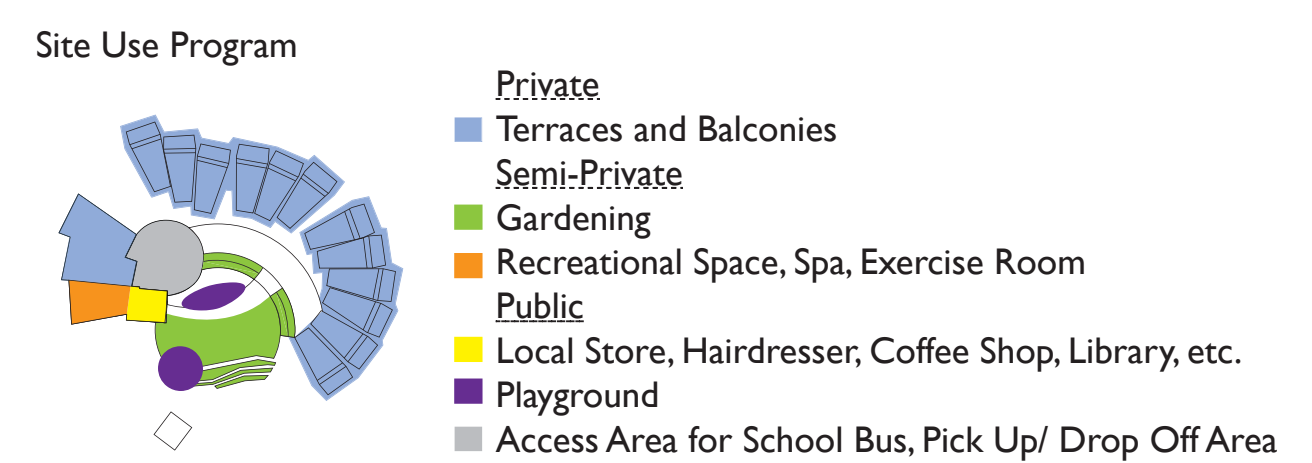 Site Use Program
Private
Terraces and Balconies
Semi-Private
Gardening
Recreational Space, Spa, Exercise Room
Public
Local Store, Hairdresser, Coffee Shop, Library, etc.
Playground
Access Area for School Bus, Pick Up/ Drop Off Area